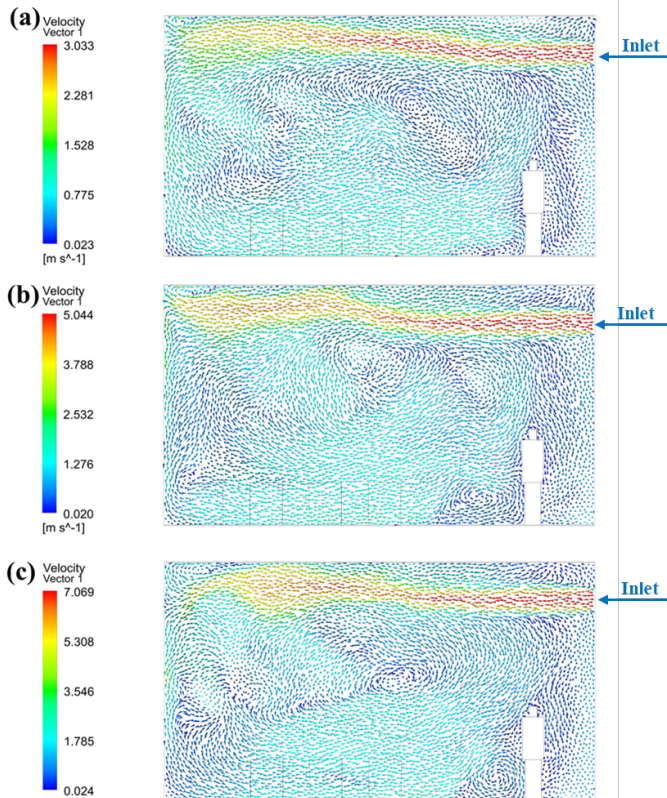 (a)
Velocity
Vector 1
3.033
2.281
1.528
0.775
0.023
[m s^-1]
Inlet
(b)
Velocity
Vector 1
5.044
3.788
2.532
1.276
0.020
[m s^-1]
Inlet
(c)
Velocity
Vector 1
7.069
5.308
3.546
1.785
0.024
Inlet